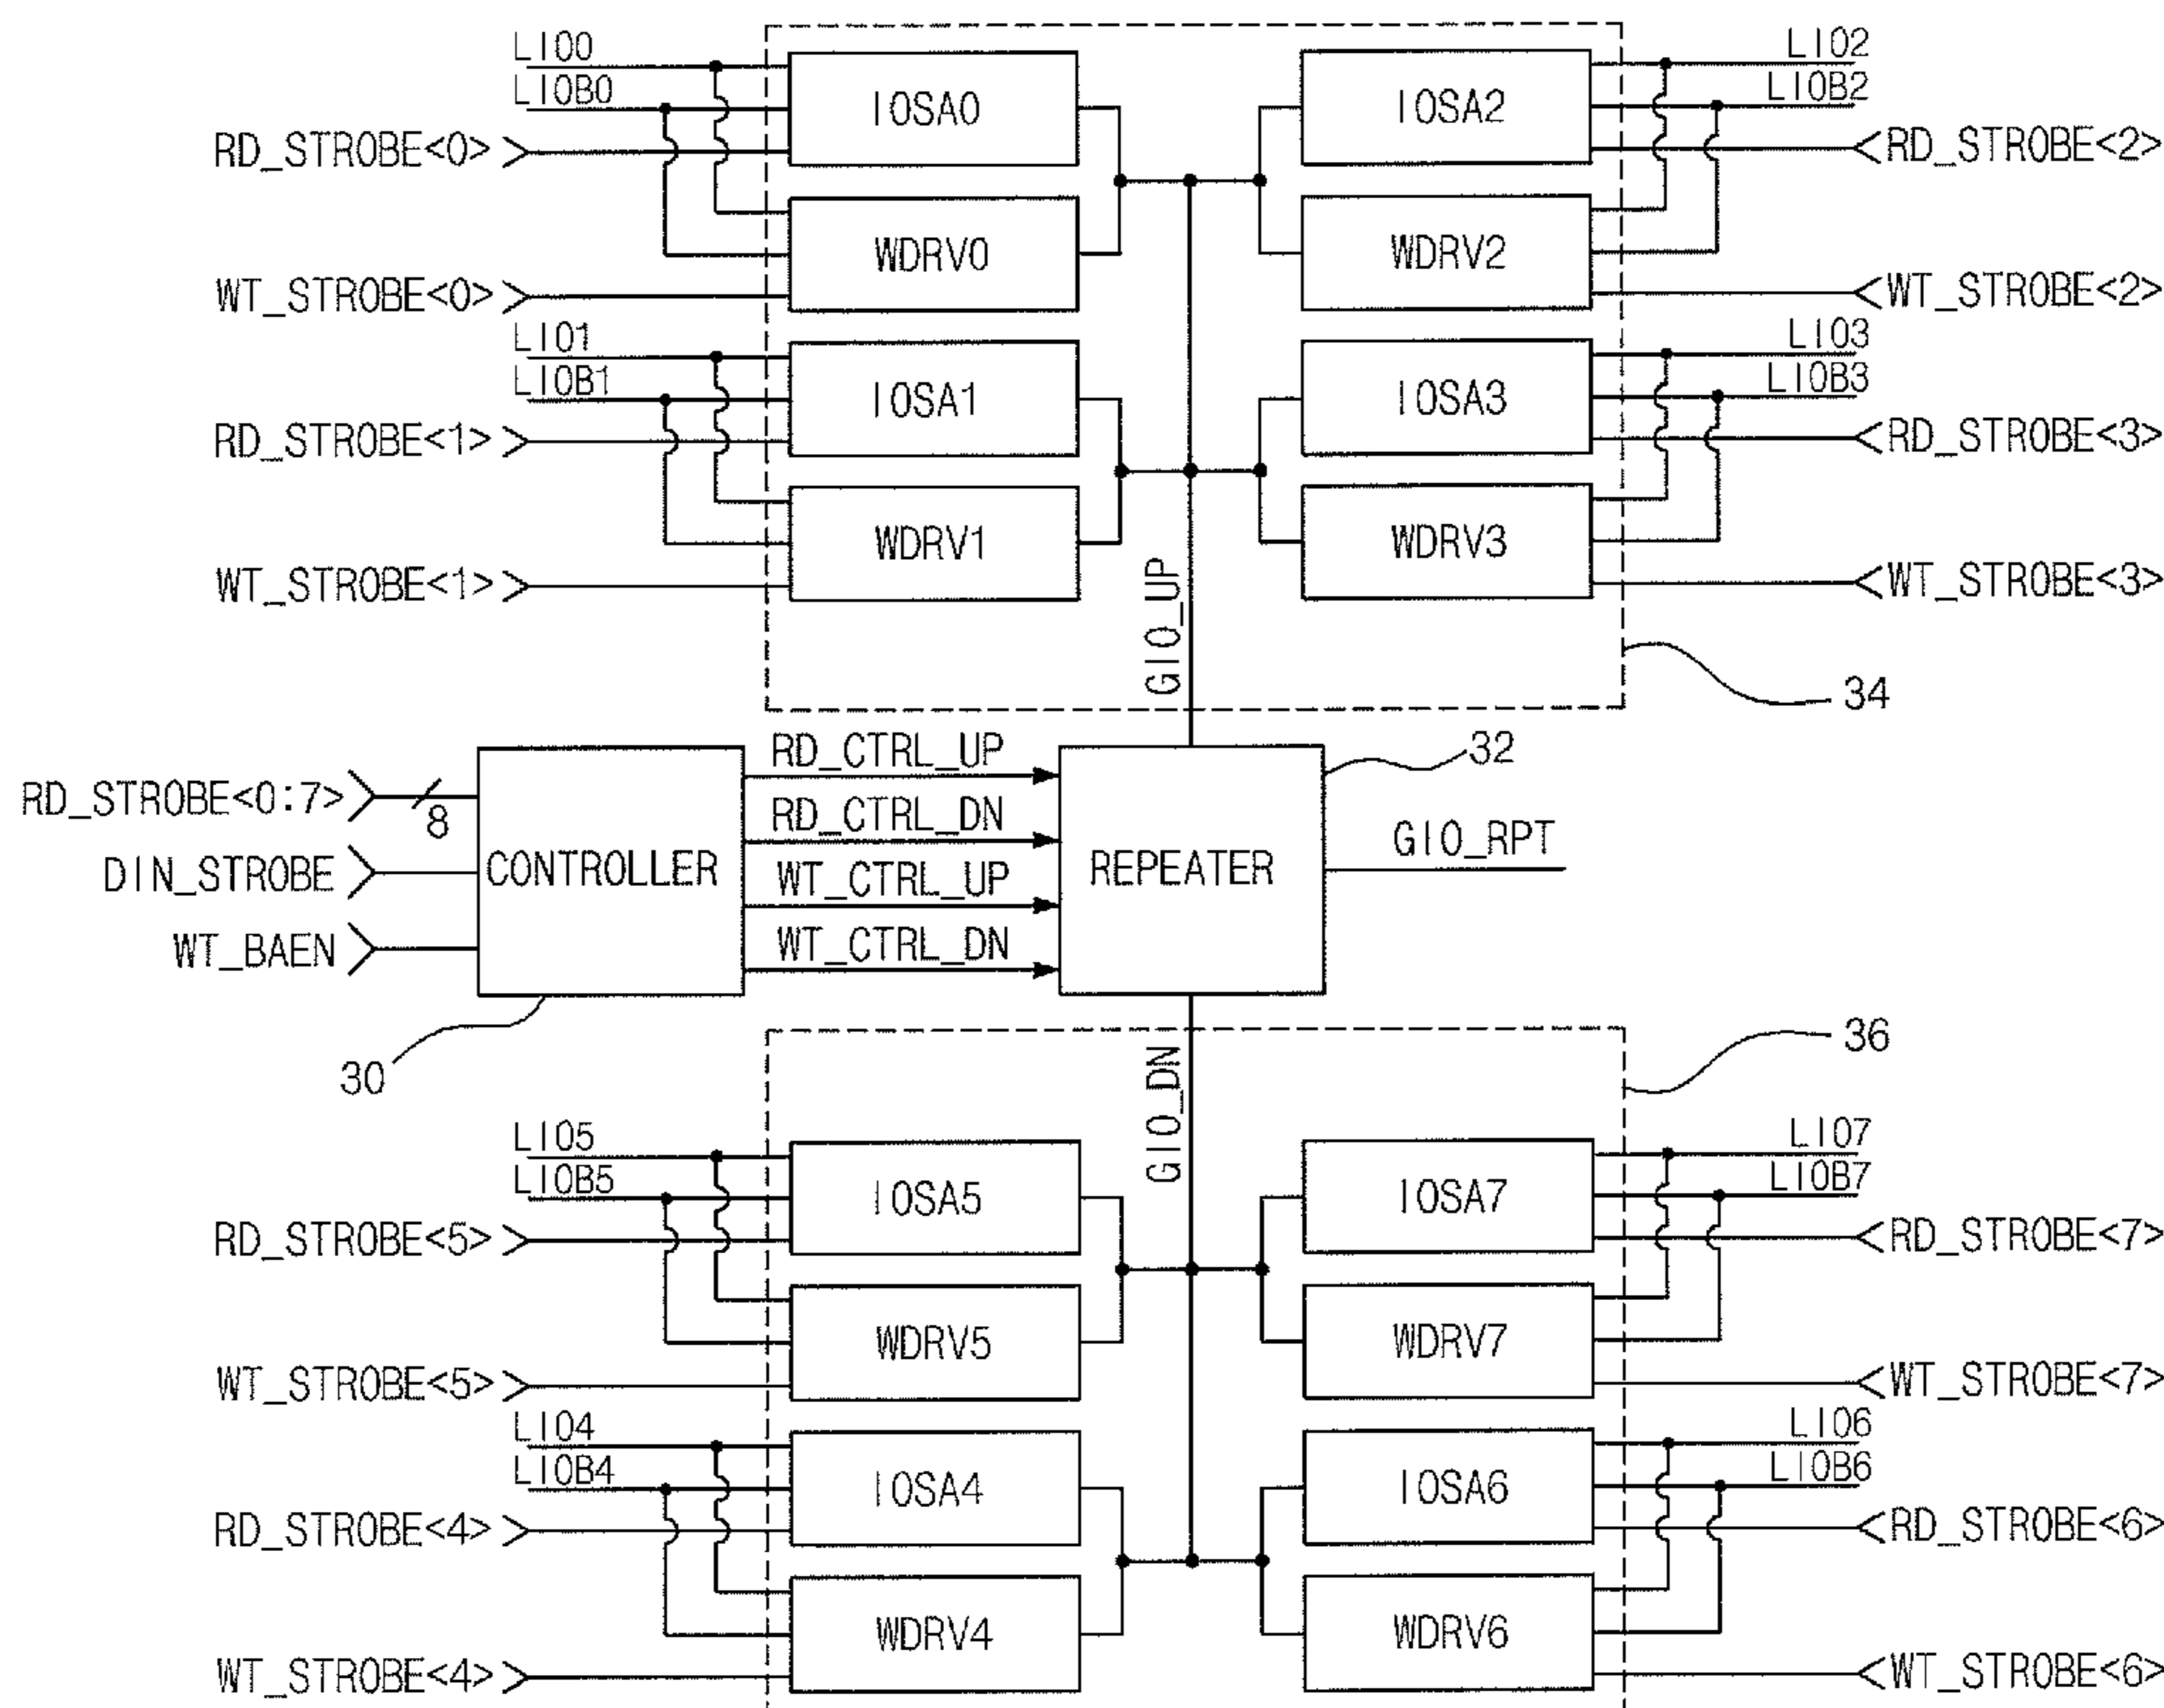 LIO0
LIOB0
RD_STROBE<0>
IOSA0
WDRV0
WT_STROBE<0>
LIO2
LIOB2
IOSA2
RD_STROBE<2>
WDRV2
WT_STROBE<2>
LIO1
LIOB1
RD_STROBE<1>
IOSA1
WDRV1
WT_STROBE<1>
LIO3
LIOB3
IOSA3
RD_STROBE<3>
WDRV3
WT_STROBE<3>
GIO_UP
34
RD_STROBE<0:7>
8
DIN_STROBE
WT_BAEN
CONTROLLER
30
RD_CTRL_UP
RD_CTRL_DN
WT_CTRL_UP
WT_CTRL_DN
REPEATER
32
GIO_RPT
GIO_DN
36
LIO5
LIOB5
RD_STROBE<5>
IOSA5
WDRV5
WT_STROBE<5>
LIO7
LIOB7
IOSA7
RD_STROBE<7>
WDRV7
WT_STROBE<7>
LIO4
LIOB4
RD_STROBE<4>
IOSA4
WDRV4
WT_STROBE<4>
LIO6
LIOB6
IOSA6
RD_STROBE<6>
WDRV6
WT_STROBE<6>